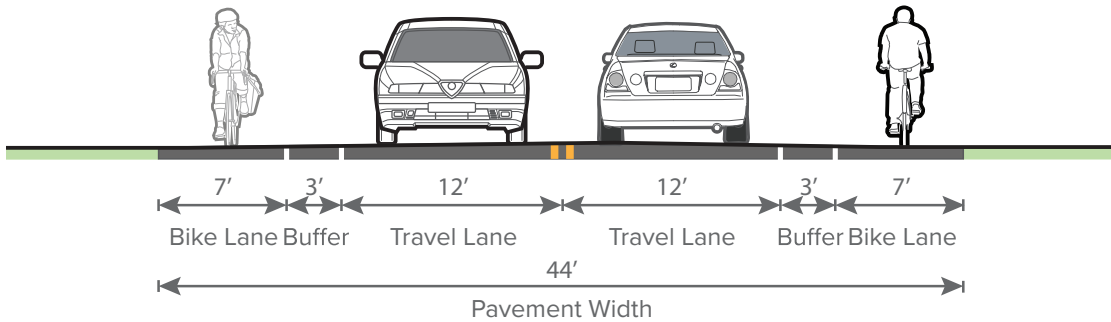 7’ 3’ 12’ 12’ 3’ 7’
Bike Lane Buffer Travel Lane Travel Lane Buffer Bike Lane
44’
Pavement Width